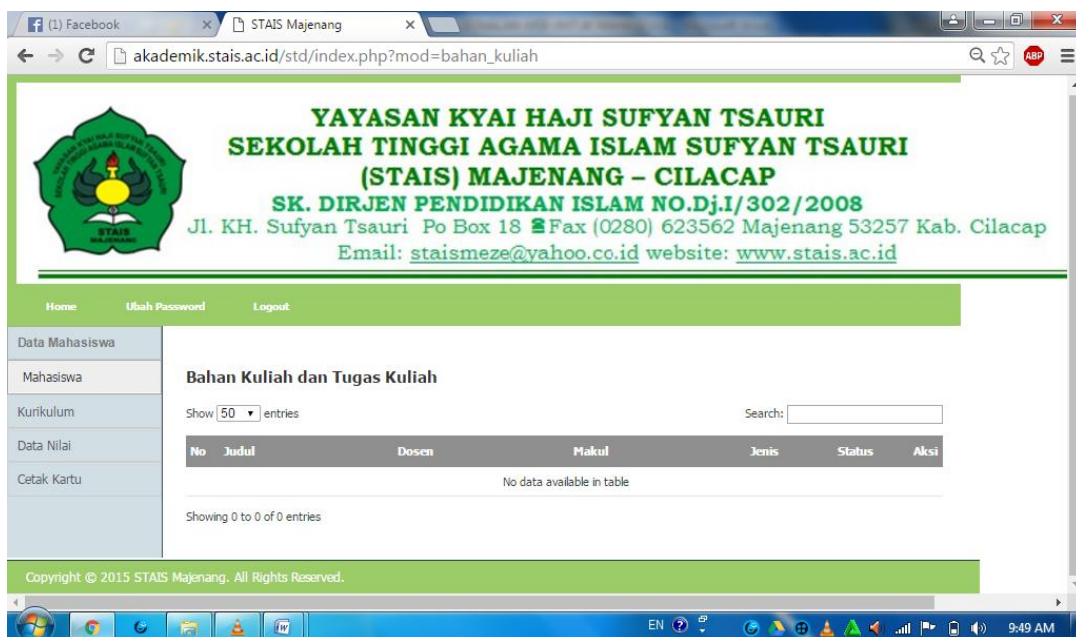 (1) Facebook
STAIS Majenang
akademik.stais.ac.id/std/index.php?mod=bahan_kuliah
ABP
YAYASAN KYAI HAJI SUFYAN TSAURI
SEKOLAH TINGGI AGAMA ISLAM SUFYAN TSAURI
(STAIS) MAJENANG – CILACAP
SK. DIRJEN PENDIDIKAN ISLAM NO.Dj.I/302/2008
Jl. KH. Sufyan Tsauri Po Box 18 ☎Fax (0280) 623562 Majenang 53257 Kab. Cilacap
Email: staismeze@yahoo.co.id website: www.stais.ac.id
STAIS
MAJENANG
Home Ubah Password Logout
Data Mahasiswa
Mahasiswa
Kurikulum
Data Nilai
Cetak Kartu
Bahan Kuliah dan Tugas Kuliah
Show 50 entries Search:
No Judul Dosen Makul Jenis Status Aksi
No data available in table
Showing 0 to 0 of 0 entries
Copyright © 2015 STAIS Majenang. All Rights Reserved.
EN 9:49 AM